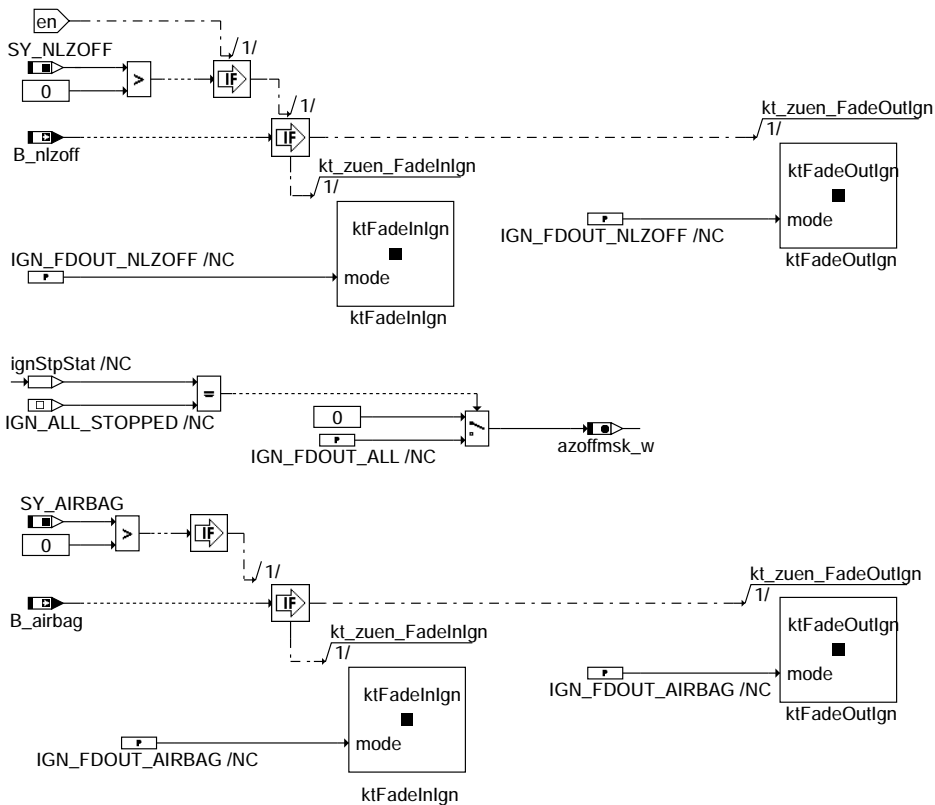 en
1/
SY_NLZOFF
>
IF
0
1/
kt_zuen_FadeOutIgn
1/
B_nlzoff
IF
kt_zuen_FadeInIgn
1/
ktFadeOutIgn
mode
P
IGN_FDOUT_NLZOFF /NC
ktFadeOutIgn
ktFadeInIgn
IGN_FDOUT_NLZOFF /NC
P
mode
ktFadeInIgn
ignStpStat /NC
=
IGN_ALL_STOPPED /NC
0
P
IGN_FDOUT_ALL /NC
azoffmsk_w
SY_AIRBAG
>
IF
0
1/
kt_zuen_FadeOutIgn
1/
B_airbag
IF
kt_zuen_FadeInIgn
1/
ktFadeOutIgn
P
mode
IGN_FDOUT_AIRBAG /NC
ktFadeOutIgn
ktFadeInIgn
P
mode
IGN_FDOUT_AIRBAG /NC
ktFadeInIgn